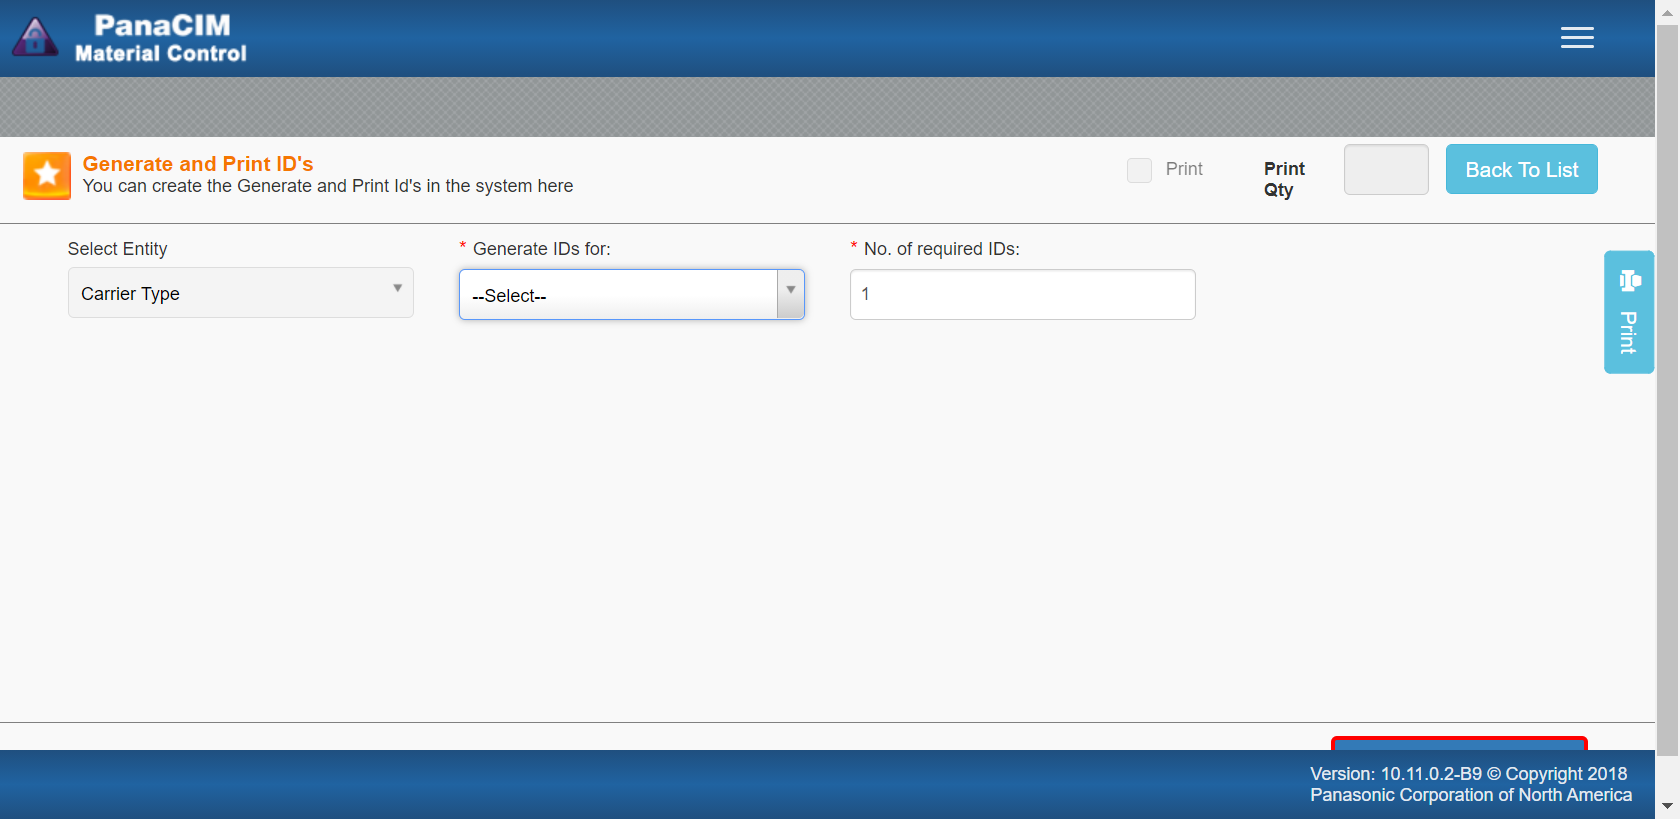 PanaCIM
Material Control
Generate and Print ID's
You can create the Generate and Print Id's in the system here
Print
Print
Qty
Back To List
Select Entity
* Generate IDs for:
* No. of required IDs:
Carrier Type
--Select--
1
Print
Version: 10.11.0.2-B9 © Copyright 2018
Panasonic Corporation of North America